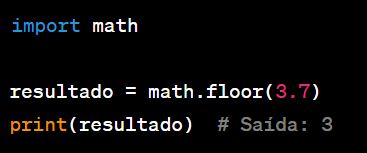 import math
resultado = math.floor(3.7)
print(resultado)  # Saída: 3